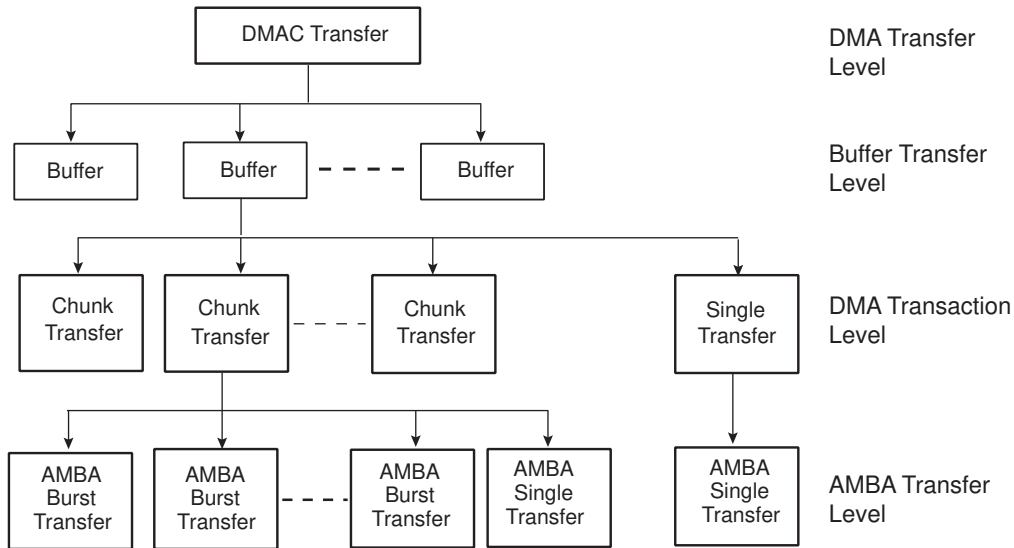 DMAC Transfer
DMA Transfer
Level
Buffer
Buffer
Buffer
Buffer Transfer
Level
Chunk
Transfer
Chunk
Transfer
Chunk
Transfer
Single
Transfer
DMA Transaction
Level
AMBA
Burst
Transfer
AMBA
Burst
Transfer
AMBA
Burst
Transfer
AMBA
Single
Transfer
AMBA
Single
Transfer
AMBA Transfer
Level